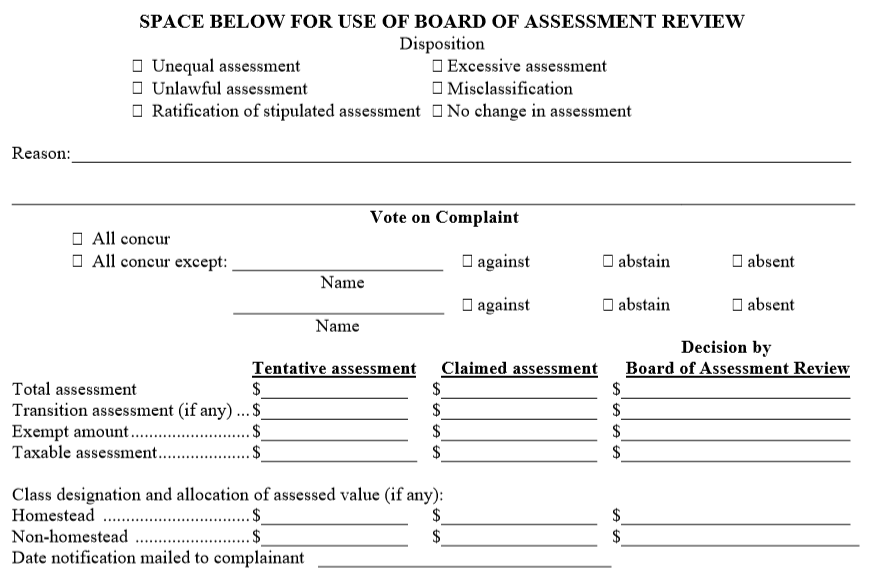 SPACE BELOW FOR USE OF BOARD OF ASSESSMENT REVIEW
Disposition
☐ Unequal assessment ☐ Excessive assessment
☐ Unlawful assessment ☐ Misclassification
☐ Ratification of stipulated assessment ☐ No change in assessment
Reason:
Vote on Complaint
☐ All concur
☐ All concur except: ☐ against ☐ abstain ☐ absent
Name
☐ against ☐ abstain ☐ absent
Name
Decision by
Tentative assessment Claimed assessment Board of Assessment Review
Total assessment $ $ $
Transition assessment (if any) ...$ $ $
Exempt amount...........................$ $ $
Taxable assessment.....................$ $ $
Class designation and allocation of assessed value (if any):
Homestead .................................$ $ $
Non-homestead ..........................$ $ $
Date notification mailed to complainant